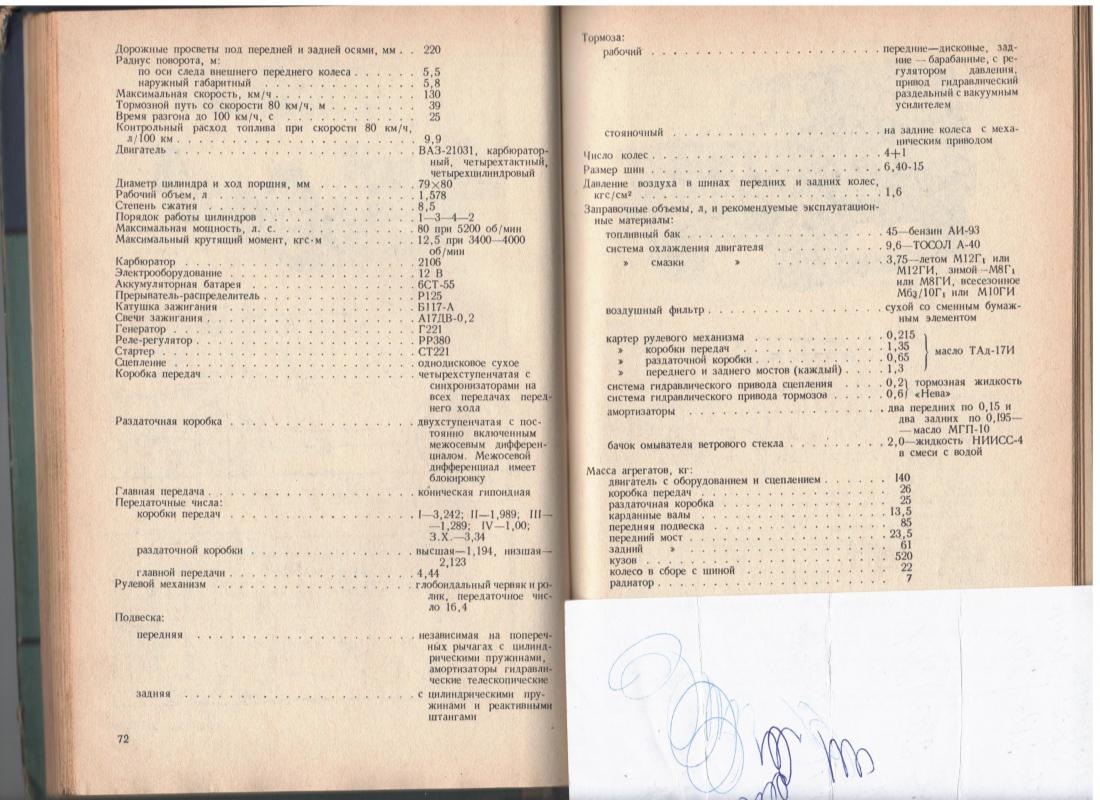 Дорожные просветы под передней и задней осями, мм . . 220
Радиус поворота, м:
по оси следа внешнего переднего колеса . . . . . . 5,5
наружный габаритный . . . . . . 5,8
Максимальная скорость, км/ч . . . . . . 130
Тормозной путь со скорости 80 км/ч, м . . . . . . 39
Время разгона до 100 км/ч, с . . . . . . 25
Контрольный расход топлива при скорости 80 км/ч,
л/100 км . . . . . . 9,9
Двигатель . . . . . . ВАЗ-21031, карбюратор-
ный, четырехтактный,
четырехцилиндровый
Диаметр цилиндра и ход поршня, мм . . . . . . 79×80
Рабочий объем, л . . . . . . 1,578
Степень сжатия . . . . . . 8,5
Порядок работы цилиндров . . . . . . 1—3—4—2
Максимальная мощность, л. с. . . . . . . 80 при 5200 об/мин
Максимальный крутящий момент, кгс·м . . . . . . 12,5 при 3400—4000
об/мин
Карбюратор . . . . . . 2106
Электрооборудование . . . . . . 12 В
Аккумуляторная батарея . . . . . . 6СТ-55
Прерыватель-распределитель . . . . . . Р125
Катушка зажигания . . . . . . Б117-А
Свечи зажигания . . . . . . А17ДВ-0,2
Генератор . . . . . . Г221
Реле-регулятор . . . . . . РР380
Стартер . . . . . . СТ221
Сцепление . . . . . . однодисковое сухое
Коробка передач . . . . . . четырехступенчатая с
синхронизаторами на
всех передачах перед-
него хода
Раздаточная коробка . . . . . . двухступенчатая с пос-
тоянно включенным
межосевым дифферен-
циалом. Межосевой
дифференциал имеет
блокировку
Главная передача . . . . . . коническая гипоидная
Передаточные числа:
коробки передач . . . . . . I—3,242; II—1,989; III—
—1,289; IV—1,00;
З.Х.—3,34
раздаточной коробки . . . . . . высшая—1,194, низшая—
2,123
главной передачи . . . . . . 4,44
Рулевой механизм . . . . . . глобоидальный червяк и ро-
лик, передаточное чис-
ло 16,4
Подвеска:
передняя . . . . . . независимая на попереч-
ных рычагах с цилинд-
рическими пружинами,
амортизаторы гидравли-
ческие телескопические
задняя . . . . . . с цилиндрическими пру-
жинами и реактивными
штангами
72
Тормоза:
рабочий . . . . . . передние—дисковые, зад-
ние — барабанные, с ре-
гулятором давления,
привод гидравлический
раздельный с вакуумным
усилителем
стояночный . . . . . . на задние колеса с меха-
ническим приводом
Число колес . . . . . . 4+1
Размер шин . . . . . . 6,40-15
Давление воздуха в шинах передних и задних колес,
кгс/см² . . . . . . 1,6
Заправочные объемы, л, и рекомендуемые эксплуатацион-
ные материалы:
топливный бак . . . . . . 45—бензин АИ-93
система охлаждения двигателя . . . . . . 9,6—ТОСОЛ А-40
» смазки » . . . . . . 3,75—летом М12Г₁ или
М12ГИ, зимой—М8Г₁
или М8ГИ, всесезонное
М6з/10Г₁ или М10ГИ
воздушный фильтр . . . . . . сухой со сменным бумаж-
ным элементом
картер рулевого механизма . . . . . . 0,215
» коробки передач . . . . . . 1,35
» раздаточной коробки . . . . . . 0,65 масло ТАд-17И
» переднего и заднего мостов (каждый) . . . . . . 1,3
система гидравлического привода сцепления . . . . 0,2 тормозная жидкость
система гидравлического привода тормозов . . . . 0,6 «Нева»
амортизаторы . . . . . . два передних по 0,15 и
два задних по 0,195—
—масло МГП-10
бачок омывателя ветрового стекла . . . . . . 2,0—жидкость НИИСС-4
в смеси с водой
Масса агрегатов, кг:
двигатель с оборудованием и сцеплением . . . . . . 140
коробка передач . . . . . . 26
раздаточная коробка . . . . . . 25
карданные валы . . . . . . 13,5
передняя подвеска . . . . . . 85
передний мост . . . . . . 23,5
задний » . . . . . . 61
кузов . . . . . . 520
колесо в сборе с шиной . . . . . . 22
радиатор . . . . . . 7